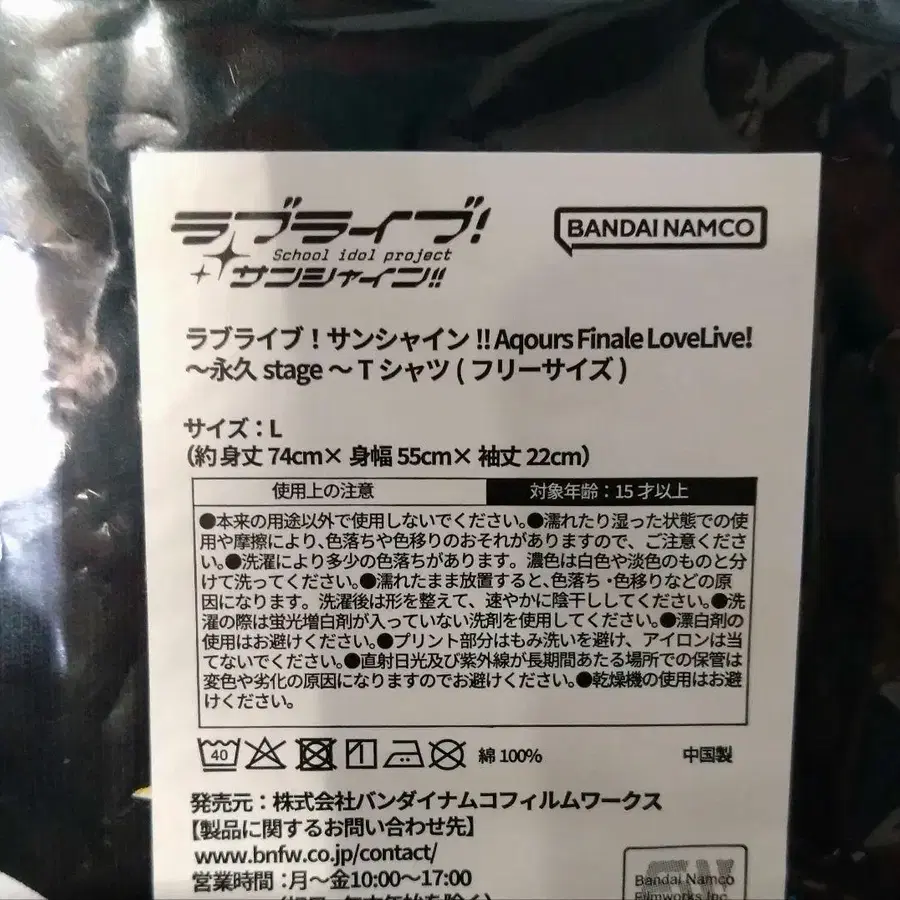 ラブライブ!
School idol project
サンシャイン!!
BANDAI NAMCO
ラブライブ！サンシャイン!! Aqours Finale LoveLive!
～永久 stage ～ T シャツ ( フリーサイズ )
サイズ：L
（約 身丈 74cm× 身幅 55cm× 袖丈 22cm）
使用上の注意
対象年齢：15 才以上
●本来の用途以外で使用しないでください。●濡れたり湿った状態での使
用や摩擦により、色落ちや色移りのおそれがありますので、ご注意くださ
い。●洗濯により多少の色落ちがあります。濃色は白色や淡色のものと分
けて洗ってください。●濡れたまま放置すると、色落ち・色移りなどの原
因になります。洗濯後は形を整えて、速やかに陰干ししてください。●洗
濯の際は蛍光増白剤が入っていない洗剤を使用してください。●漂白剤の
使用はお避けください。●プリント部分はもみ洗いを避け、アイロンは当
てないでください。●直射日光及び紫外線が長期間あたる場所での保管は
変色や劣化の原因になりますのでお避けください。●乾燥機の使用はお避
けください。
40
綿 100%
中国製
発売元：株式会社バンダイナムコフィルムワークス
【製品に関するお問い合わせ先】
www.bnfw.co.jp/contact/
営業時間：月～金10:00～17:00
Bandai Namco
Filmworks Inc.